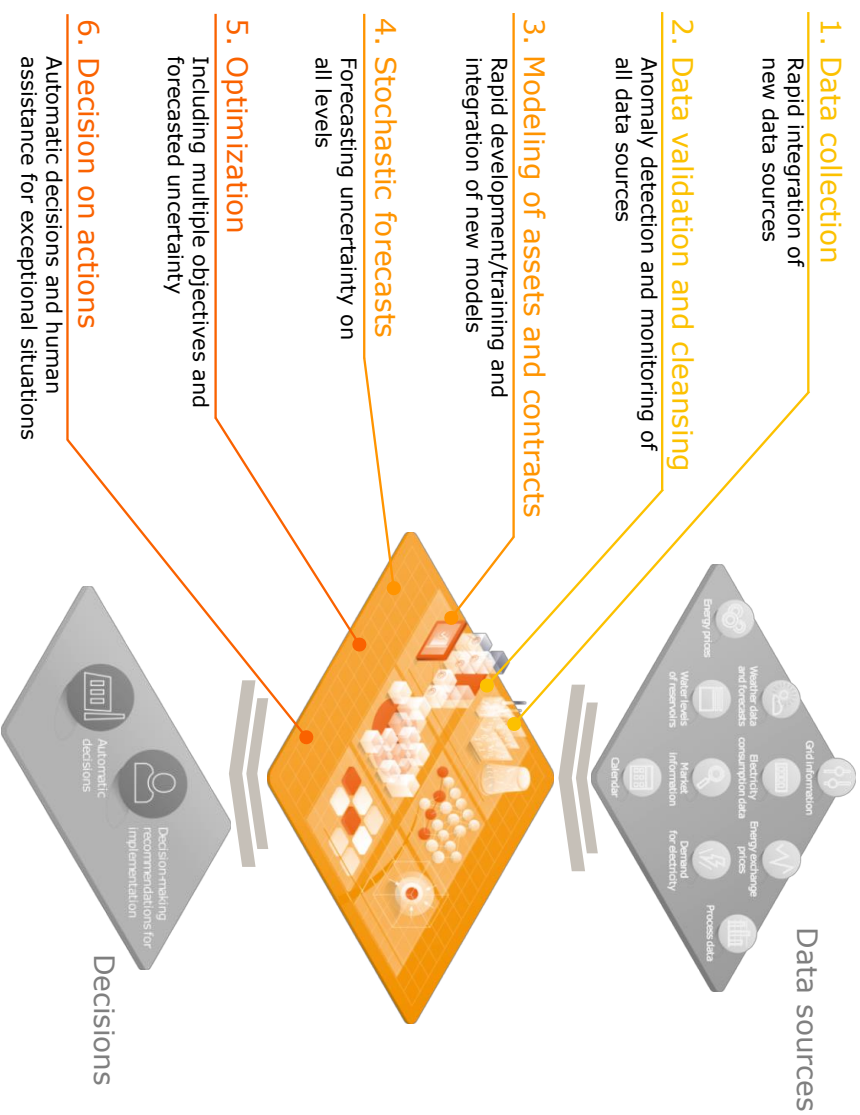 1. Data collection
Rapid integration of
new data sources
2. Data validation and cleansing
Anomaly detection and monitoring of
all data sources
3. Modeling of assets and contracts
Rapid development/training and
integration of new models
4. Stochastic forecasts
Forecasting uncertainty on
all levels
5. Optimization
Including multiple objectives and
forecasted uncertainty
6. Decision on actions
Automatic decisions and human
assistance for exceptional situations
Data sources
Grid information
Weather data
and forecasts
Electricity
consumption data
Energy exchange
prices
Energy prices
Water levels
of reservoirs
Market
information
Demand
for electricity
Process data
Calendar
Decisions
Automatic
decisions
Decision-making
recommendations for
implementation